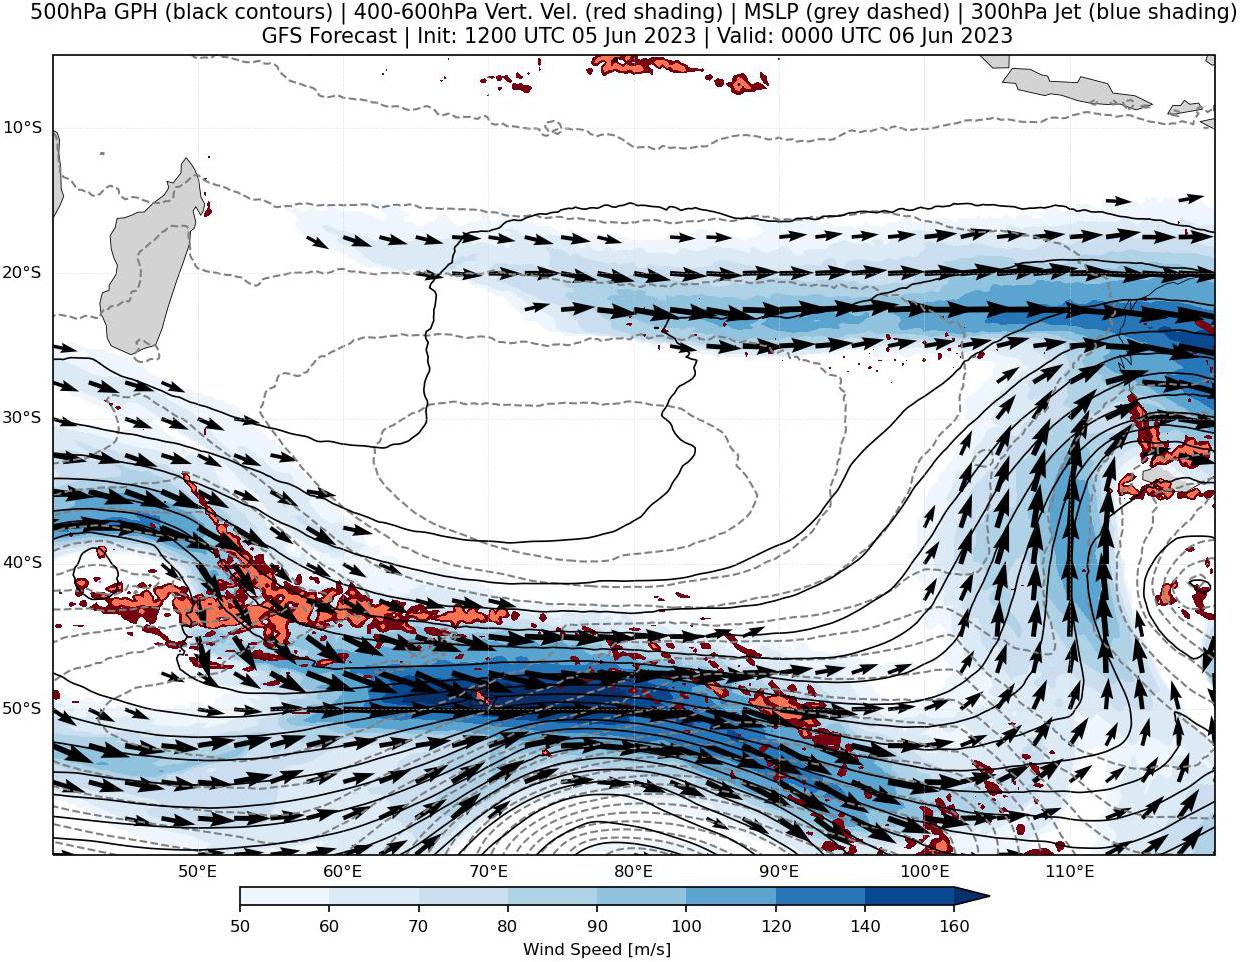 500hPa GPH (black contours) | 400-600hPa Vert. Vel. (red shading) | MSLP (grey dashed) | 300hPa Jet (blue shading)
GFS Forecast | Init: 1200 UTC 05 Jun 2023 | Valid: 0000 UTC 06 Jun 2023
10°S
20°S
30°S
40°S
50°S
50°E 60°E 70°E 80°E 90°E 100°E 110°E
50 60 70 80 90 100 120 140 160
Wind Speed [m/s]